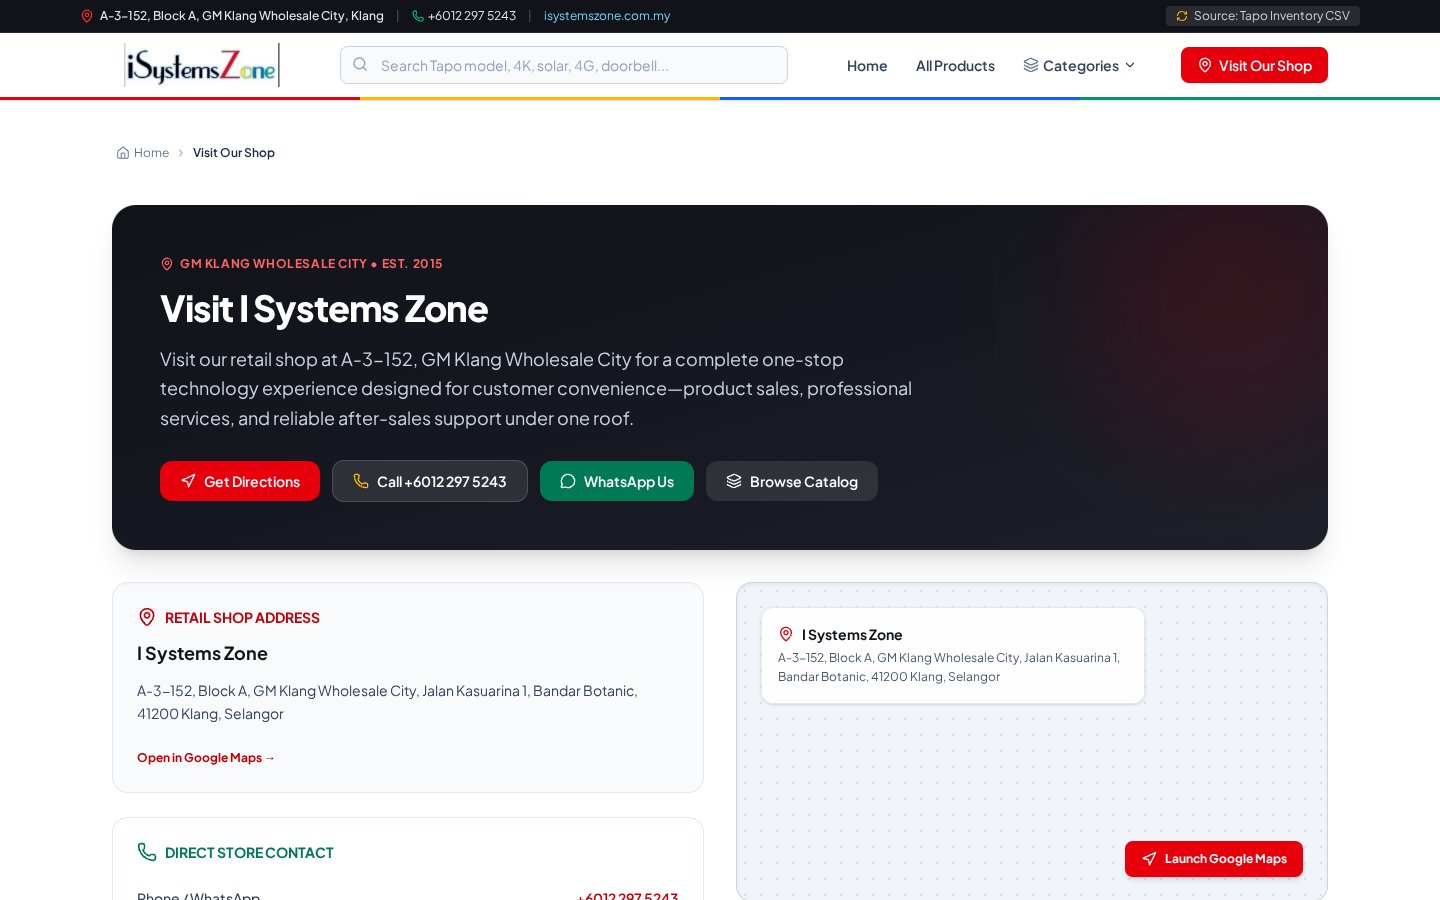 A-3-152, Block A, GM Klang Wholesale City, Klang | +6012 297 5243 | isystemszone.com.my
Source: Tapo Inventory CSV
iSystemsZone
Search Tapo model, 4K, solar, 4G, doorbell...
Home
All Products
Categories
Visit Our Shop
Home > Visit Our Shop
GM KLANG WHOLESALE CITY • EST. 2015
Visit I Systems Zone
Visit our retail shop at A-3-152, GM Klang Wholesale City for a complete one-stop
technology experience designed for customer convenience—product sales, professional
services, and reliable after-sales support under one roof.
Get Directions
Call +6012 297 5243
WhatsApp Us
Browse Catalog
RETAIL SHOP ADDRESS
I Systems Zone
A-3-152, Block A, GM Klang Wholesale City, Jalan Kasuarina 1, Bandar Botanic,
41200 Klang, Selangor
Open in Google Maps →
I Systems Zone
A-3-152, Block A, GM Klang Wholesale City, Jalan Kasuarina 1,
Bandar Botanic, 41200 Klang, Selangor
Launch Google Maps
DIRECT STORE CONTACT
Phone / WhatsApp
+6012 297 5243